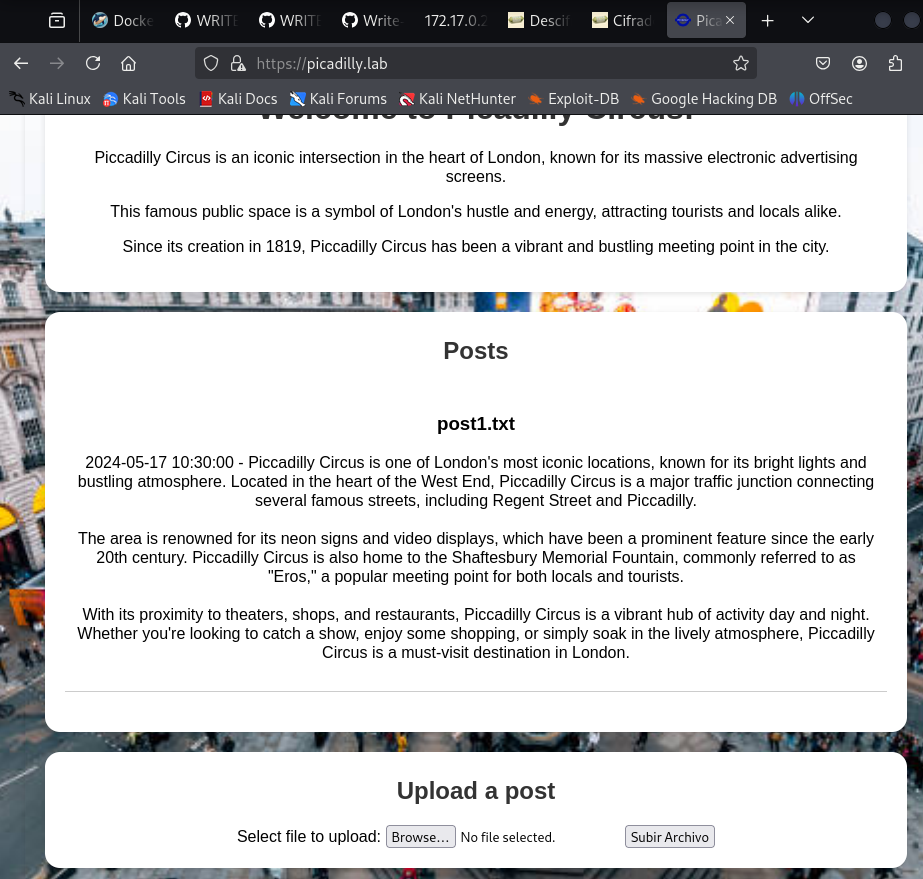 Docke
WRITE
WRITE
Write-
172.17.0.2
Descif
Cifrad
Pica
https://picadilly.lab
Kali Linux
Kali Tools
Kali Docs
Kali Forums
Kali NetHunter
Exploit-DB
Google Hacking DB
OffSec
Welcome to Picadilly Circus!
Piccadilly Circus is an iconic intersection in the heart of London, known for its massive electronic advertising
screens.
This famous public space is a symbol of London's hustle and energy, attracting tourists and locals alike.
Since its creation in 1819, Piccadilly Circus has been a vibrant and bustling meeting point in the city.
Posts
post1.txt
2024-05-17 10:30:00 - Piccadilly Circus is one of London's most iconic locations, known for its bright lights and
bustling atmosphere. Located in the heart of the West End, Piccadilly Circus is a major traffic junction connecting
several famous streets, including Regent Street and Piccadilly.
The area is renowned for its neon signs and video displays, which have been a prominent feature since the early
20th century. Piccadilly Circus is also home to the Shaftesbury Memorial Fountain, commonly referred to as
"Eros," a popular meeting point for both locals and tourists.
With its proximity to theaters, shops, and restaurants, Piccadilly Circus is a vibrant hub of activity day and night.
Whether you're looking to catch a show, enjoy some shopping, or simply soak in the lively atmosphere, Piccadilly
Circus is a must-visit destination in London.
Upload a post
Select file to upload: Browse... No file selected. Subir Archivo